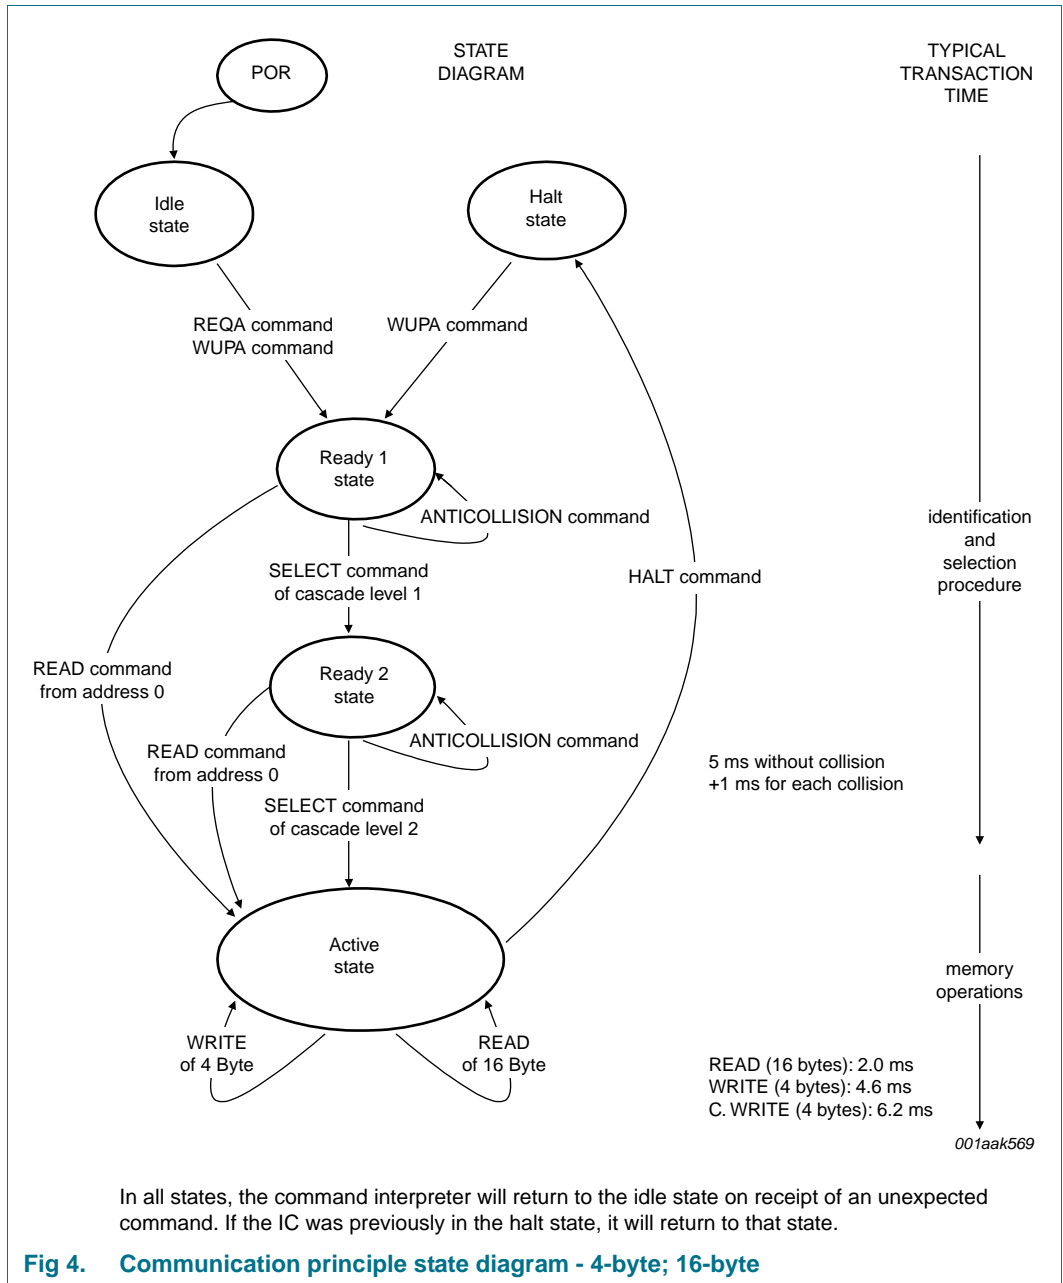 POR
STATE
DIAGRAM
TYPICAL
TRANSACTION
TIME
Idle
state
Halt
state
REQA command
WUPA command
WUPA command
Ready 1
state
ANTICOLLISION command
identification
and
selection
procedure
SELECT command
of cascade level 1
HALT command
READ command
from address 0
Ready 2
state
READ command
from address 0
ANTICOLLISION command
5 ms without collision
+1 ms for each collision
SELECT command
of cascade level 2
Active
state
memory
operations
WRITE
of 4 Byte
READ
of 16 Byte
READ (16 bytes): 2.0 ms
WRITE (4 bytes): 4.6 ms
C. WRITE (4 bytes): 6.2 ms
001aak569
In all states, the command interpreter will return to the idle state on receipt of an unexpected
command. If the IC was previously in the halt state, it will return to that state.
Fig 4. Communication principle state diagram - 4-byte; 16-byte